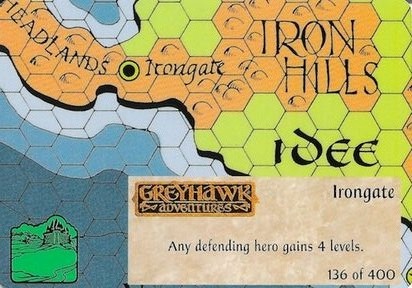 HEADLANDS
Irongate
IRON
HILLS
IDEE
GREYHAWK
ADVENTURES
Irongate
Any defending hero gains 4 levels.
136 of 400